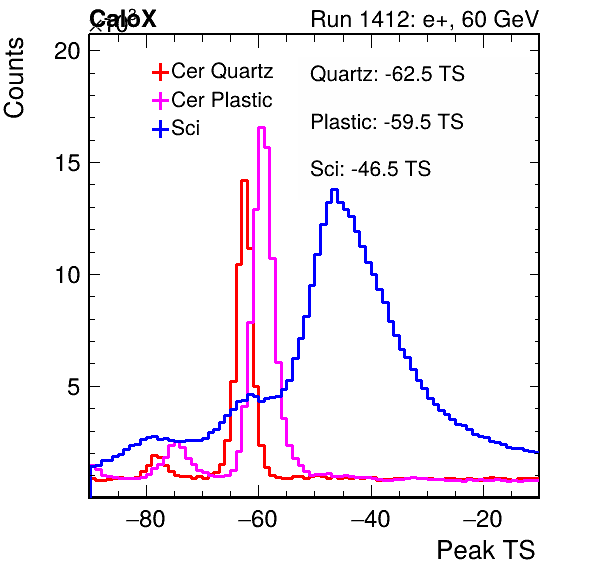 CaloX
Run 1412: e+, 60 GeV
Counts
20
15
10
5
Cer Quartz
Cer Plastic
Sci
Quartz: -62.5 TS
Plastic: -59.5 TS
Sci: -46.5 TS
−80 −60 −40 −20
Peak TS